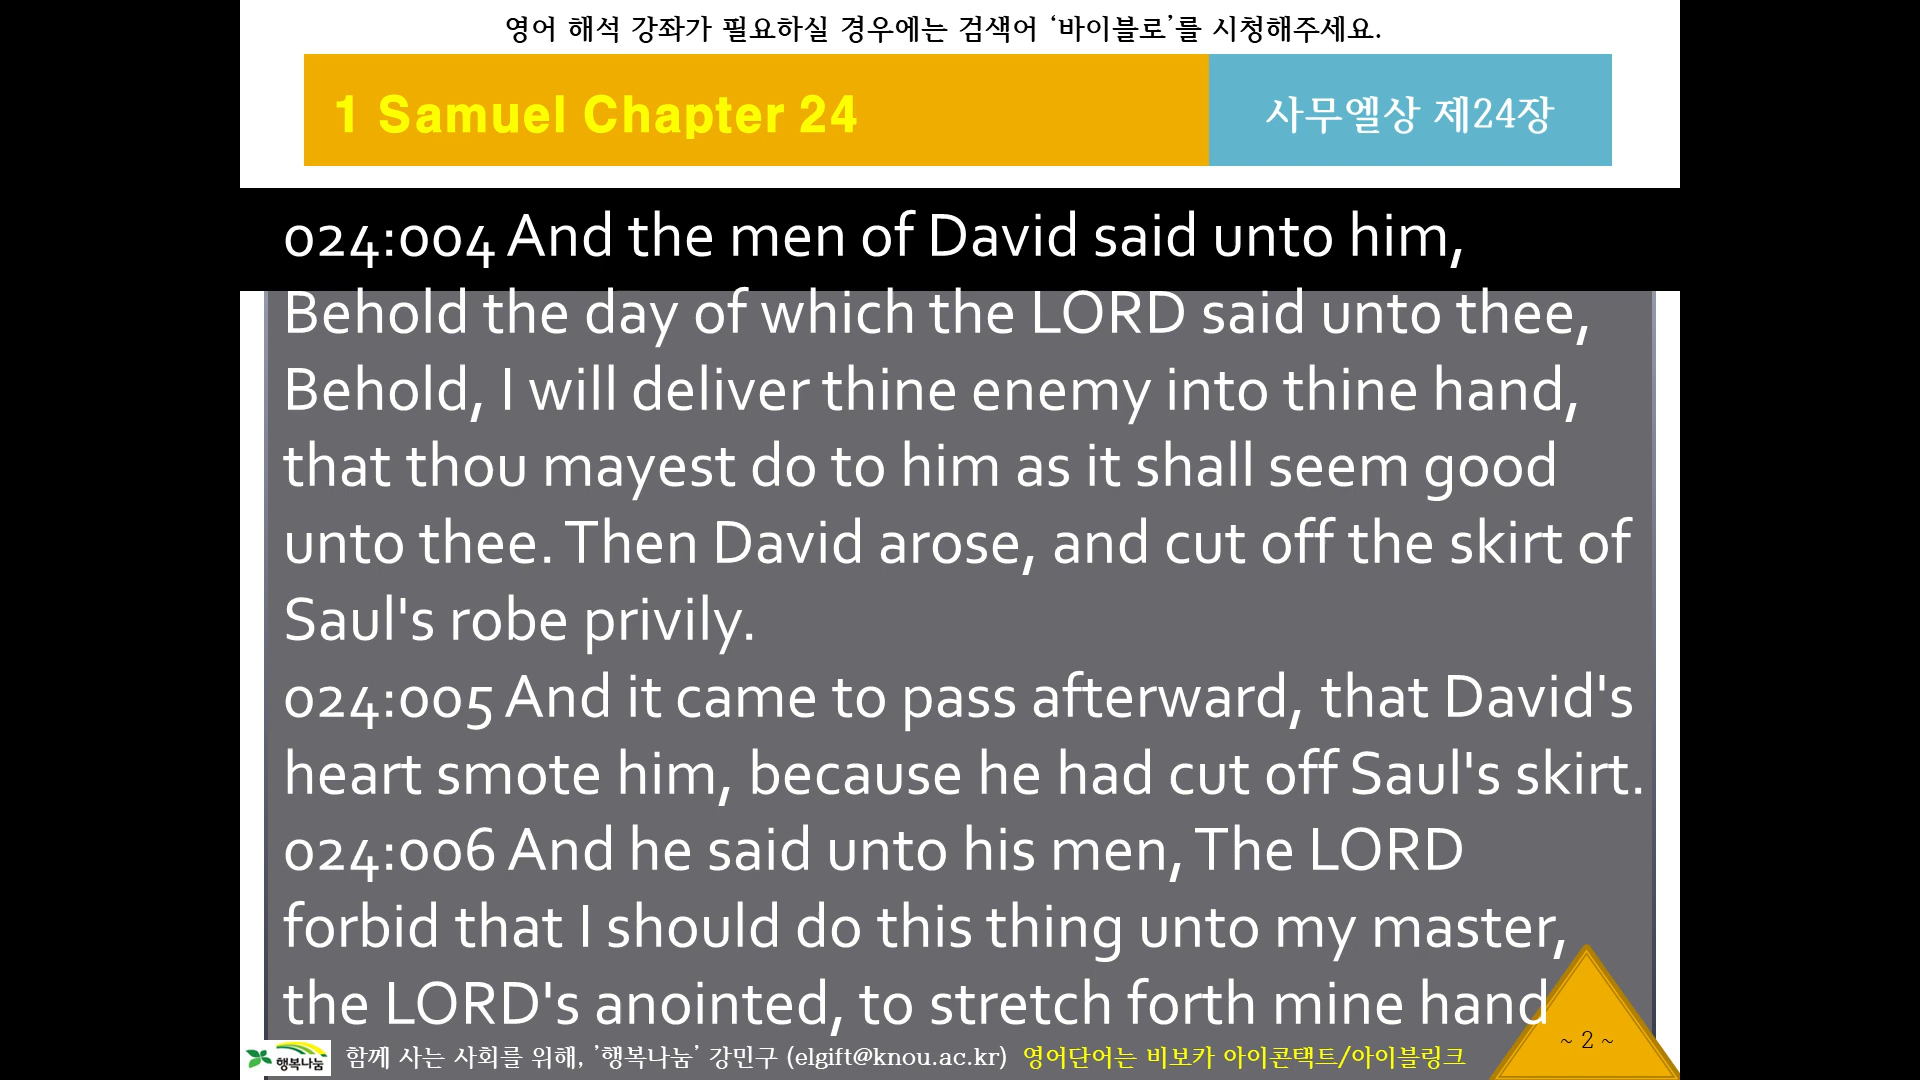 영어 해석 강좌가 필요하실 경우에는 검색어 ‘바이블로’를 시청해주세요.
1 Samuel Chapter 24
사무엘상 제24장
024:004 And the men of David said unto him,
Behold the day of which the LORD said unto thee,
Behold, I will deliver thine enemy into thine hand,
that thou mayest do to him as it shall seem good
unto thee. Then David arose, and cut off the skirt of
Saul's robe privily.
024:005 And it came to pass afterward, that David's
heart smote him, because he had cut off Saul's skirt.
024:006 And he said unto his men, The LORD
forbid that I should do this thing unto my master,
the LORD's anointed, to stretch forth mine hand
~ 2 ~
행복나눔
함께 사는 사회를 위해, ’행복나눔’ 강민구 (elgift@knou.ac.kr) 영어단어는 비보카 아이콘택트/아이블링크